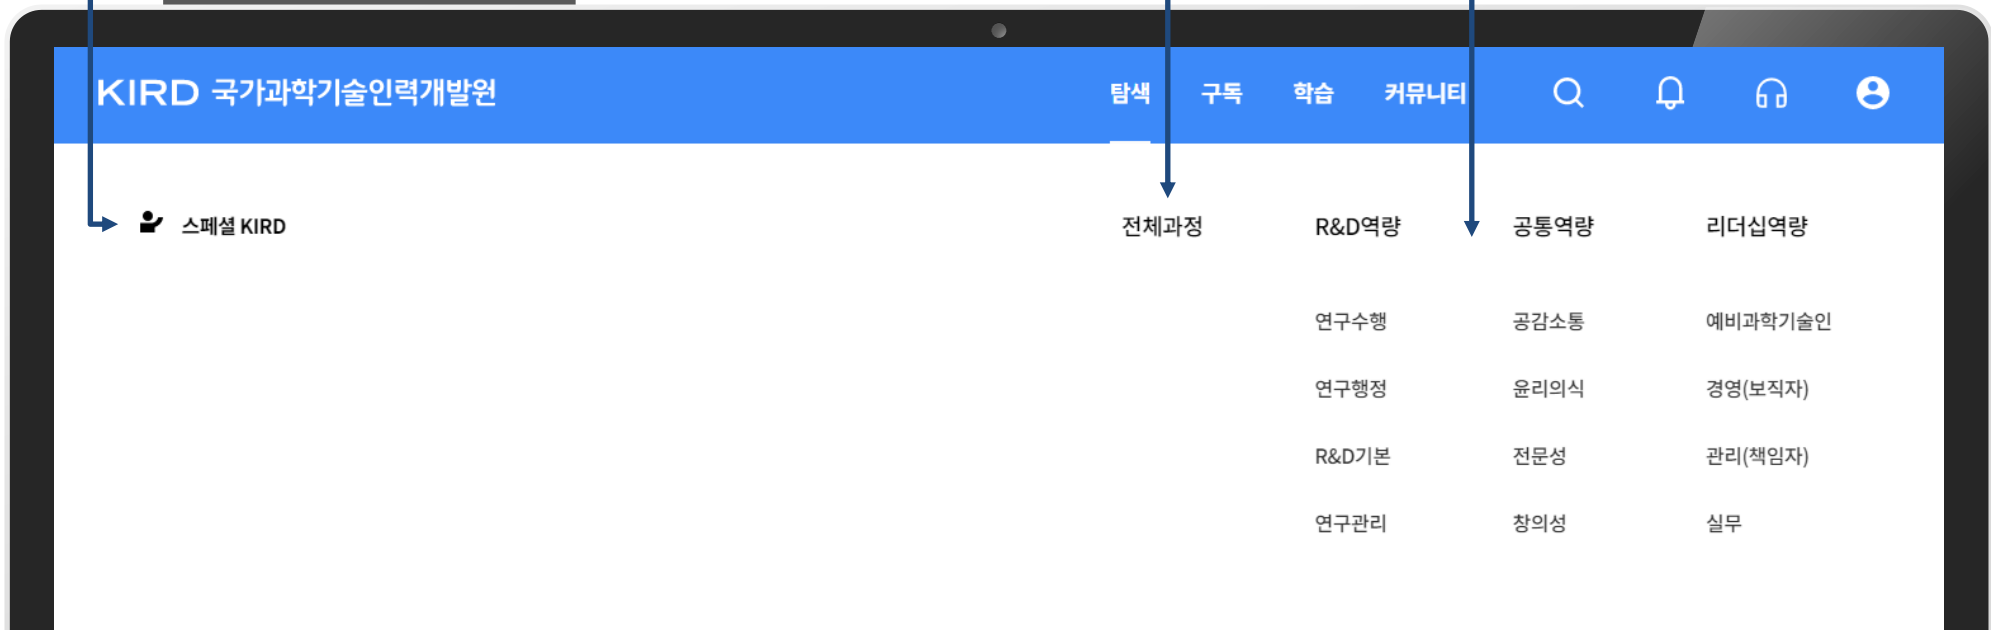 KIRD 국가과학기술인력개발원 탐색 구독 학습 커뮤니티
스페셜 KIRD 전체과정 R&D역량 공통역량 리더십역량
연구수행 공감소통 예비과학기술인
연구행정 윤리의식 경영(보직자)
R&D기본 전문성 관리(책임자)
연구관리 창의성 실무